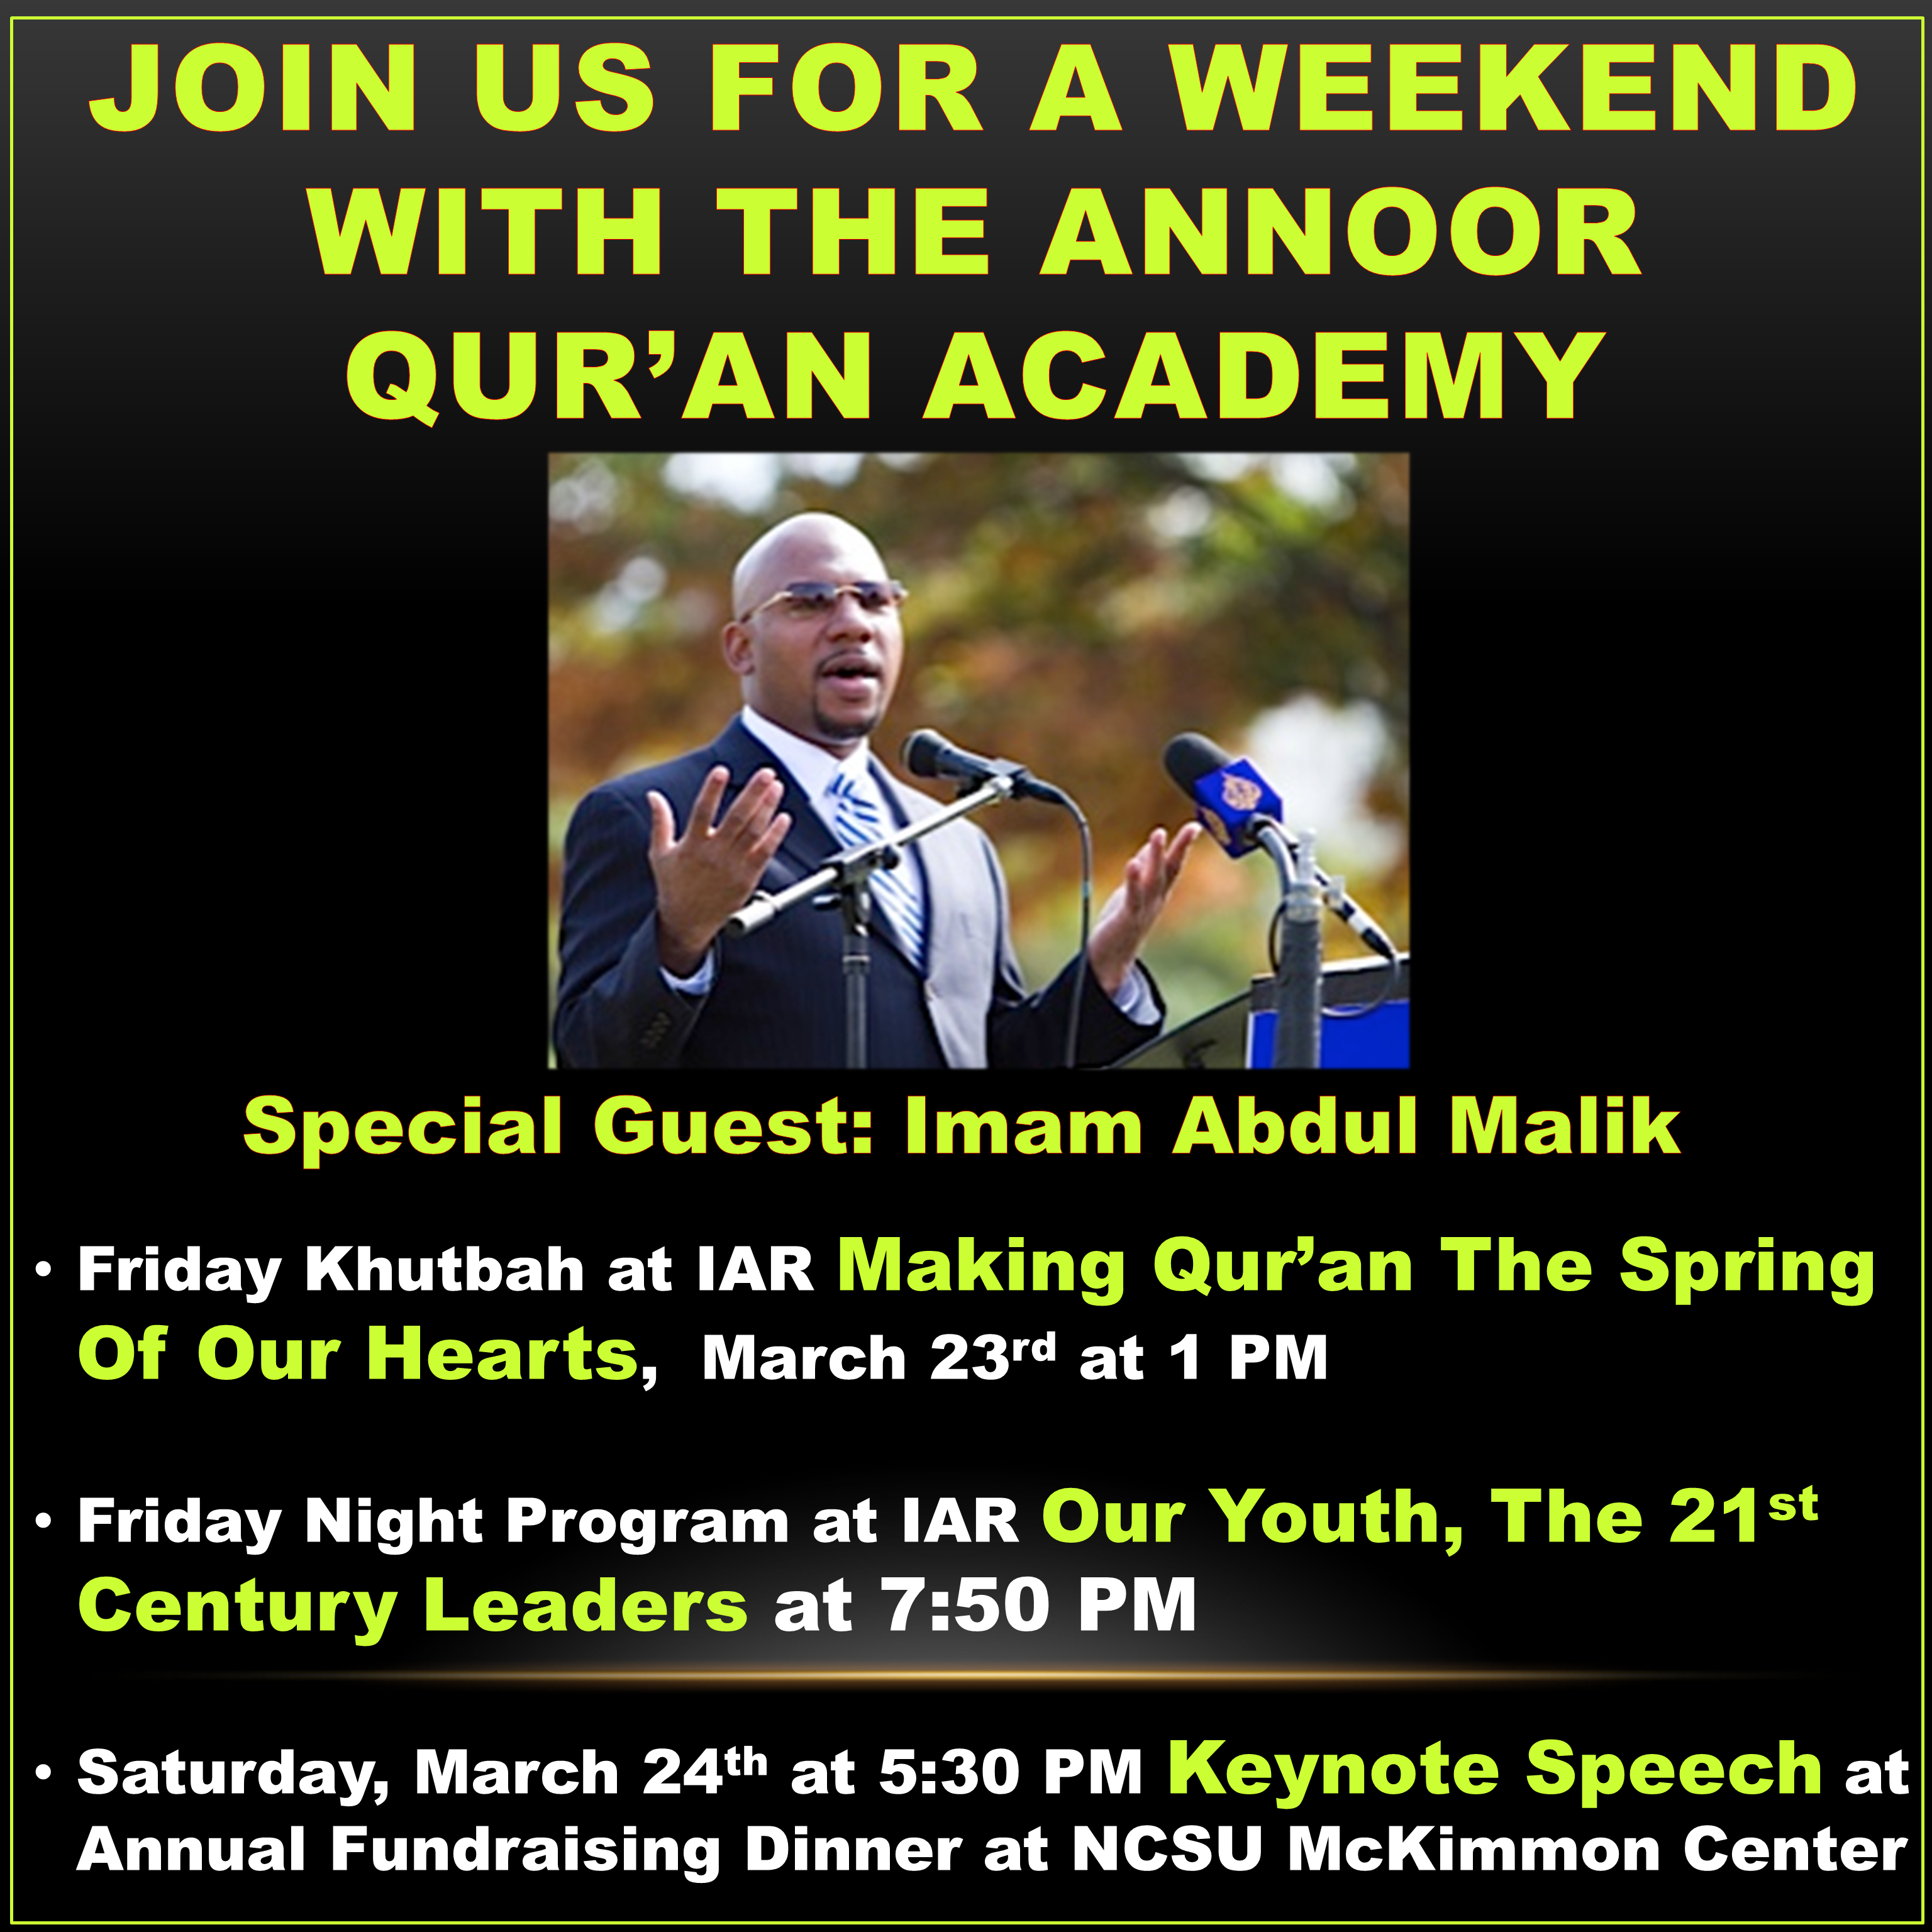 JOIN US FOR A WEEKEND
WITH THE ANNOOR
QUR’AN ACADEMY
Special Guest: Imam Abdul Malik
• Friday Khutbah at IAR Making Qur’an The Spring
Of Our Hearts, March 23rd at 1 PM
• Friday Night Program at IAR Our Youth, The 21st
Century Leaders at 7:50 PM
• Saturday, March 24th at 5:30 PM Keynote Speech at
Annual Fundraising Dinner at NCSU McKimmon Center